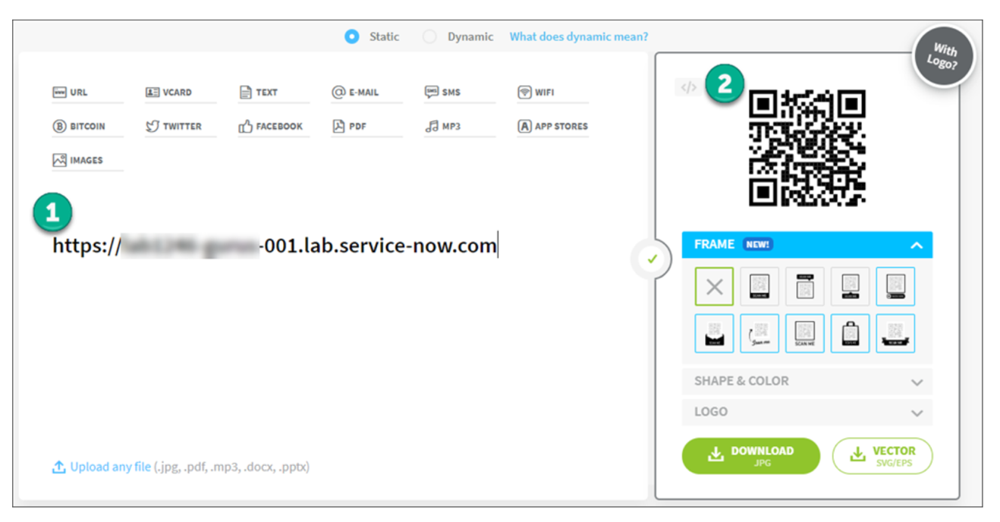 Static Dynamic What does dynamic mean?
With
Logo?
URL VCARD TEXT E-MAIL SMS WIFI
BITCOIN TWITTER FACEBOOK PDF MP3 APP STORES
IMAGES
1
https:// -001.lab.service-now.com
Upload any file (.jpg, .pdf, .mp3, .docx, .pptx)
</> 2
FRAME NEW!
SCAN ME
SHAPE & COLOR
LOGO
DOWNLOAD
JPG
VECTOR
SVG/EPS